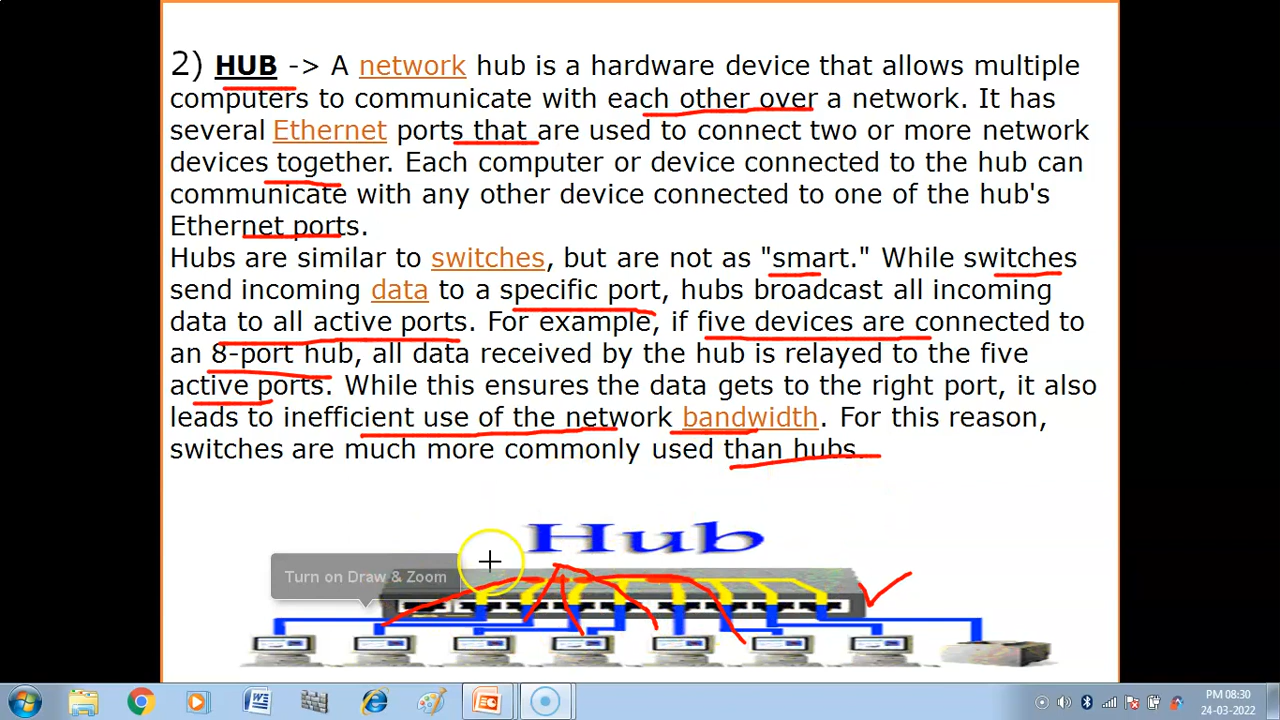 2) HUB -> A network hub is a hardware device that allows multiple
computers to communicate with each other over a network. It has
several Ethernet ports that are used to connect two or more network
devices together. Each computer or device connected to the hub can
communicate with any other device connected to one of the hub's
Ethernet ports.
Hubs are similar to switches, but are not as "smart." While switches
send incoming data to a specific port, hubs broadcast all incoming
data to all active ports. For example, if five devices are connected to
an 8-port hub, all data received by the hub is relayed to the five
active ports. While this ensures the data gets to the right port, it also
leads to inefficient use of the network bandwidth. For this reason,
switches are much more commonly used than hubs.
Hub
Turn on Draw & Zoom
PM 08:30
24-03-2022